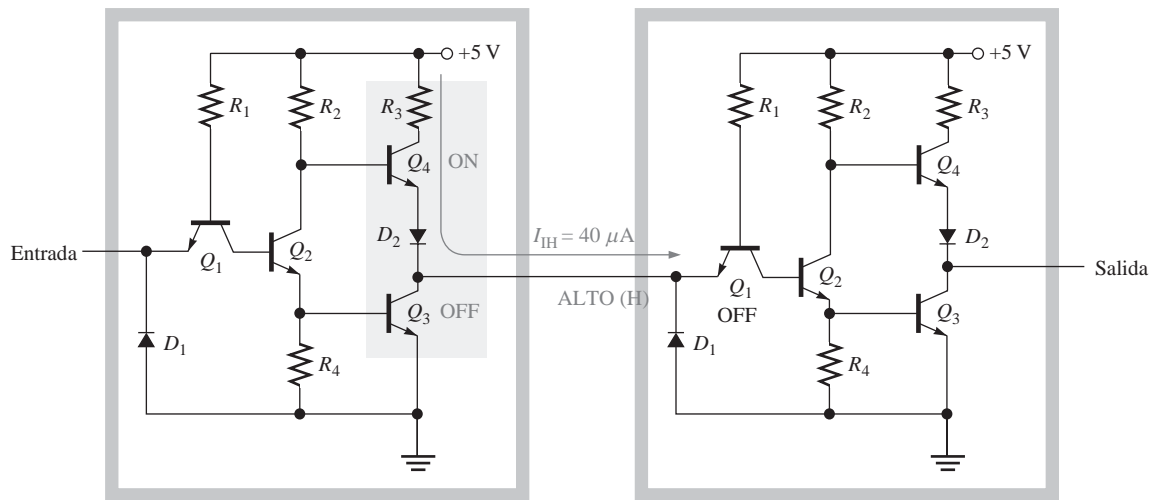 +5 V
R1
R2
R3
Q4
ON
Entrada
Q1
Q2
D2
Q3
OFF
D1
R4
IIH = 40 μA
ALTO (H)
+5 V
R1
R2
R3
Q4
D2
Q1
OFF
Q2
Salida
Q3
D1
R4